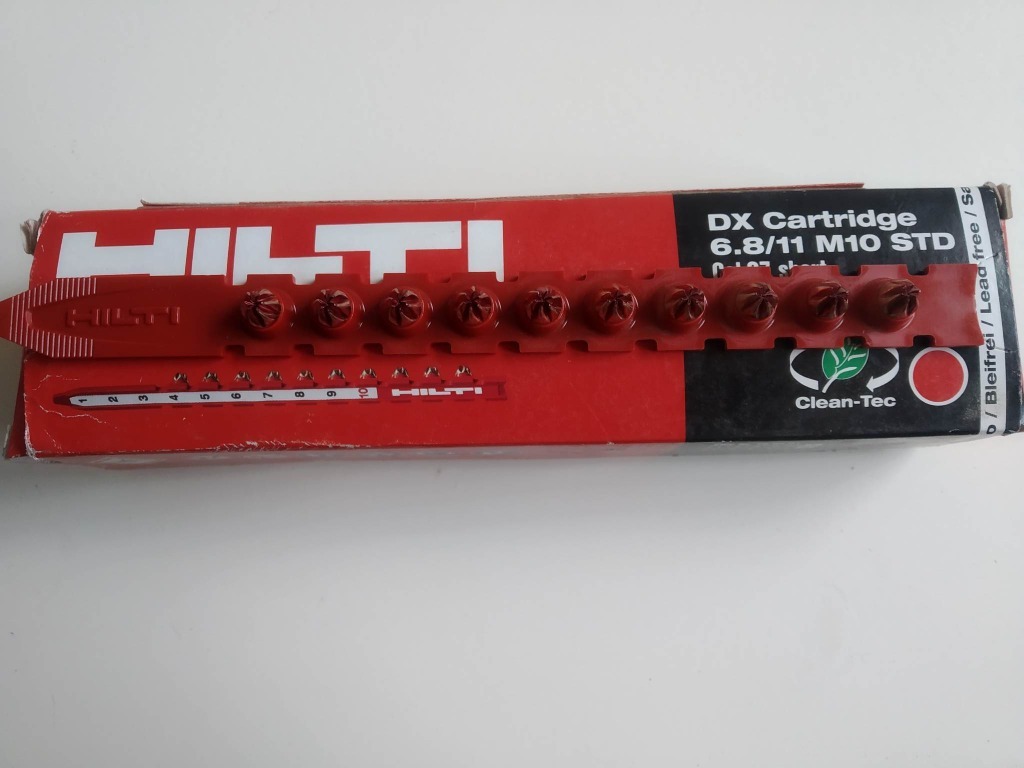 HILTI
DX Cartridge
6.8/11 M10 STD
short
HILTI
1 2 3 4 5 6 7 8 9 10 HILTI
Clean-Tec
/ Bleifrei / Lead-free /